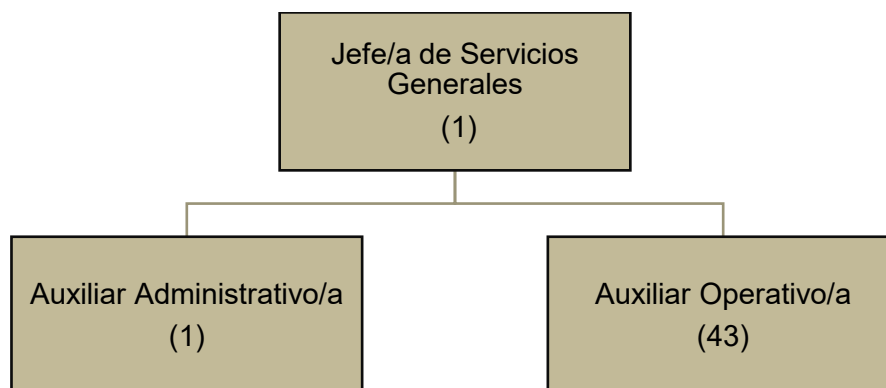 Jefe/a de Servicios
Generales
(1)
Auxiliar Administrativo/a
(1)
Auxiliar Operativo/a
(43)